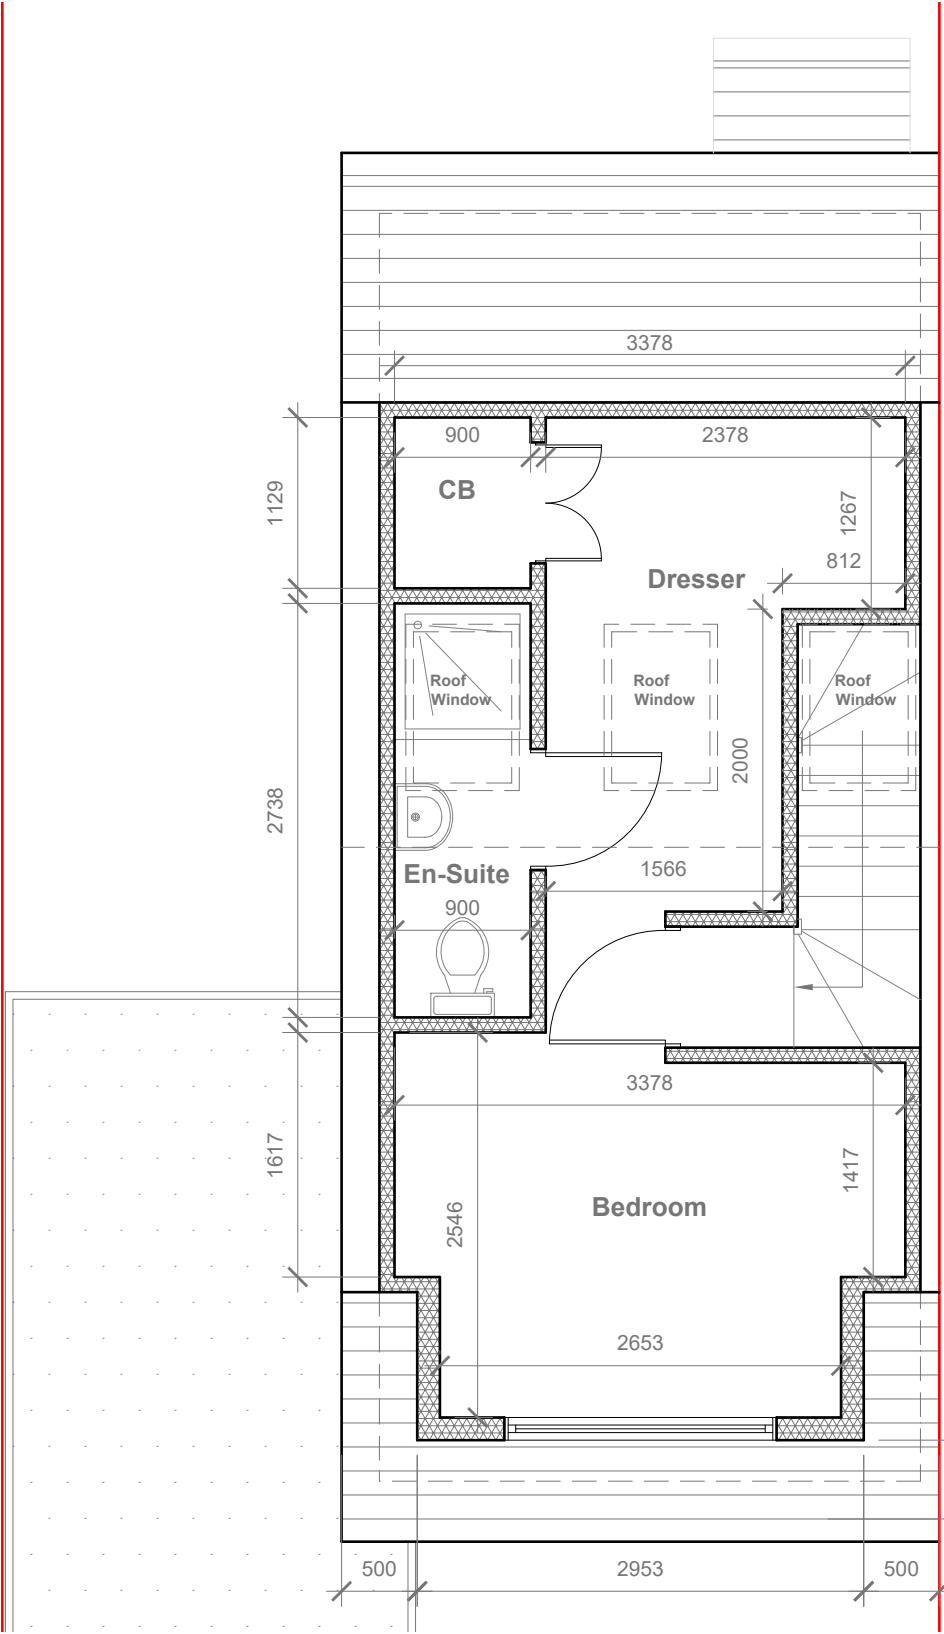 3378
900
2378
CB
1129
1267
812
Dresser
Roof
Window
Roof
Window
Roof
Window
2000
2738
En-Suite
1566
900
3378
1617
1417
2546
Bedroom
2653
500
2953
500